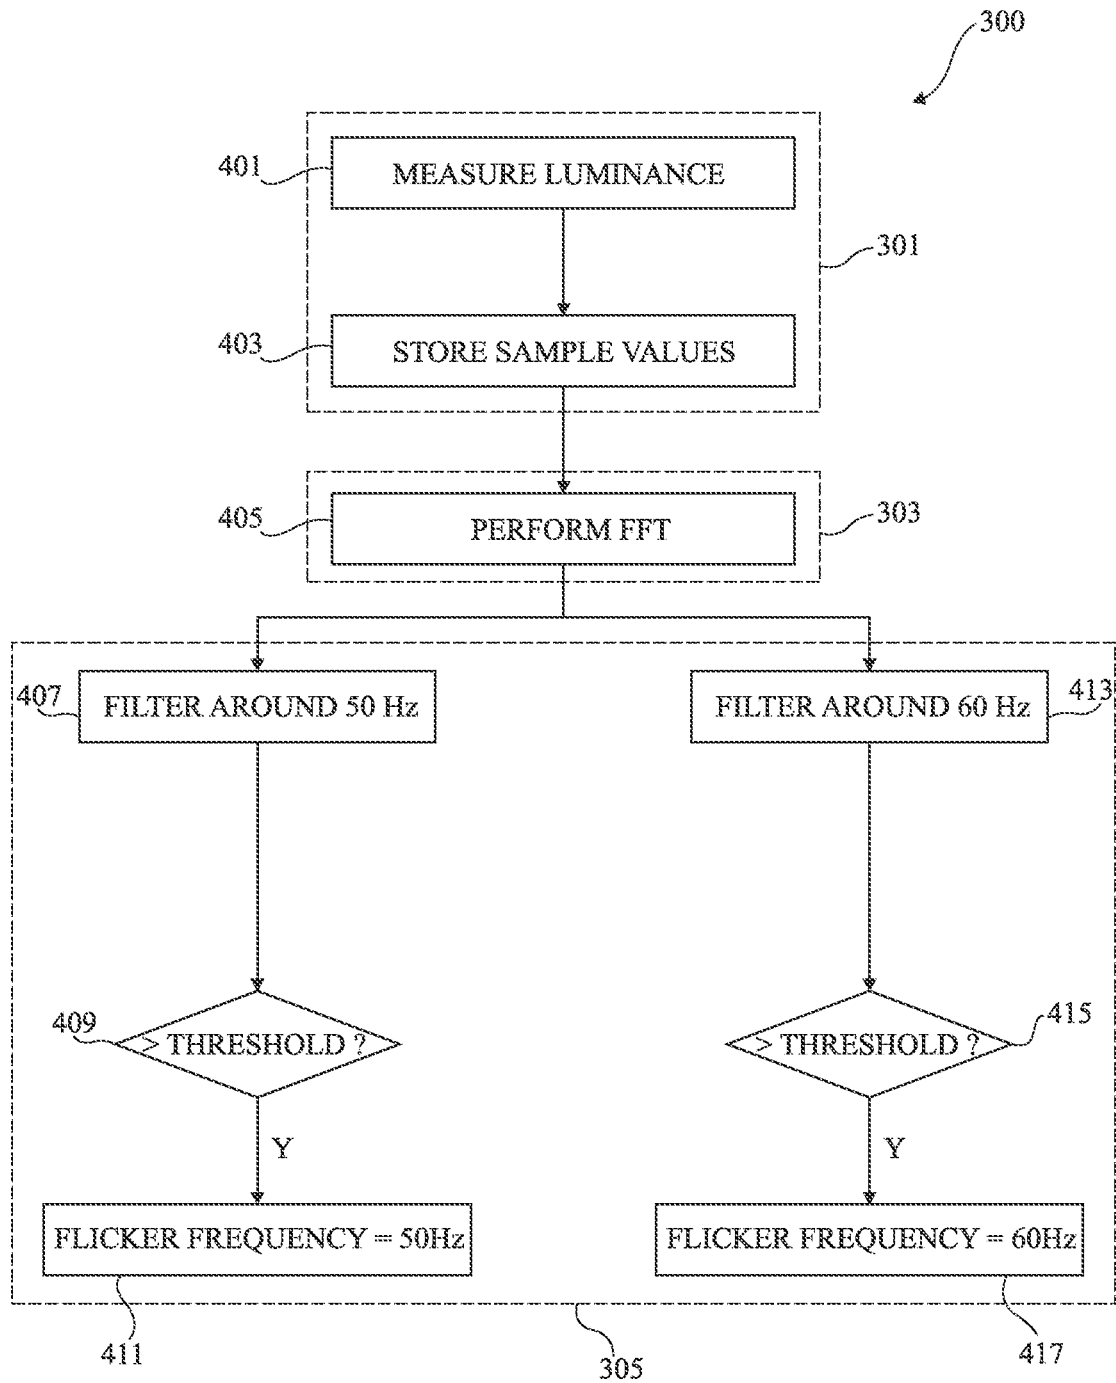 300
401
MEASURE LUMINANCE
301
403
STORE SAMPLE VALUES
405
PERFORM FFT
303
407
FILTER AROUND 50 Hz
FILTER AROUND 60 Hz
413
409
> THRESHOLD ?
> THRESHOLD ?
415
Y
Y
FLICKER FREQUENCY = 50Hz
FLICKER FREQUENCY = 60Hz
411
305
417